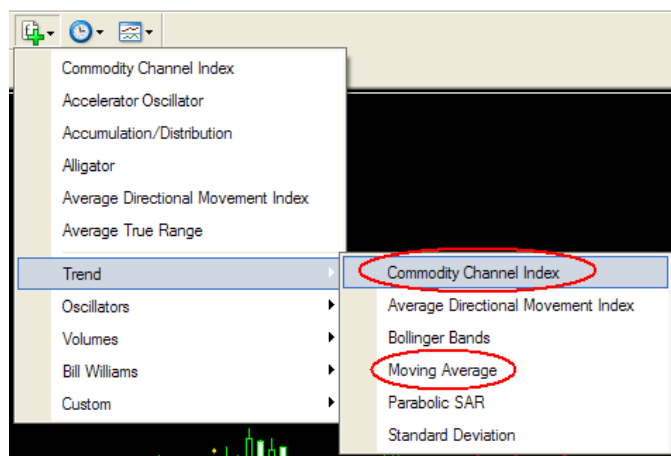 Commodity Channel Index
Accelerator Oscillator
Accumulation/Distribution
Alligator
Average Directional Movement Index
Average True Range
Trend
Oscillators
Volumes
Bill Williams
Custom
Commodity Channel Index
Average Directional Movement Index
Bollinger Bands
Moving Average
Parabolic SAR
Standard Deviation